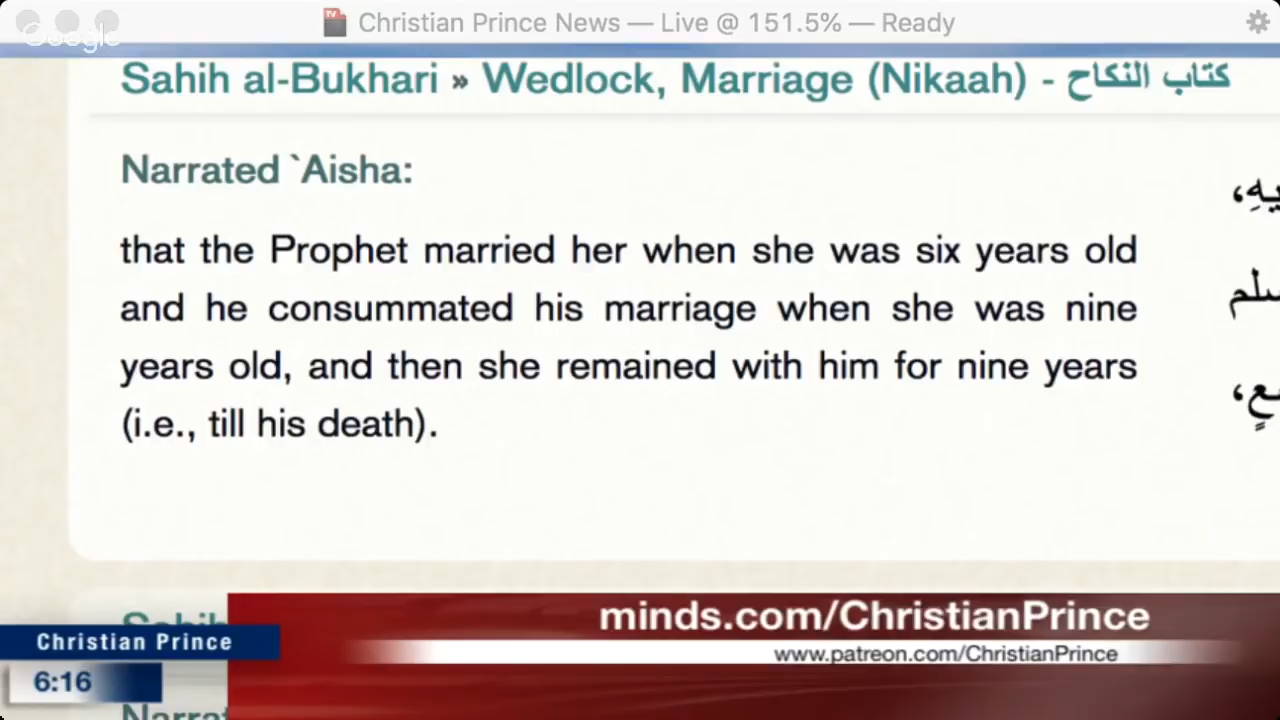 Google
Christian Prince News — Live @ 151.5% — Ready
Sahih al-Bukhari » Wedlock, Marriage (Nikaah) - كتاب النكاح
Narrated `Aisha:
that the Prophet married her when she was six years old
and he consummated his marriage when she was nine
years old, and then she remained with him for nine years
(i.e., till his death).
minds.com/ChristianPrince
www.patreon.com/ChristianPrince
Christian Prince
6:16